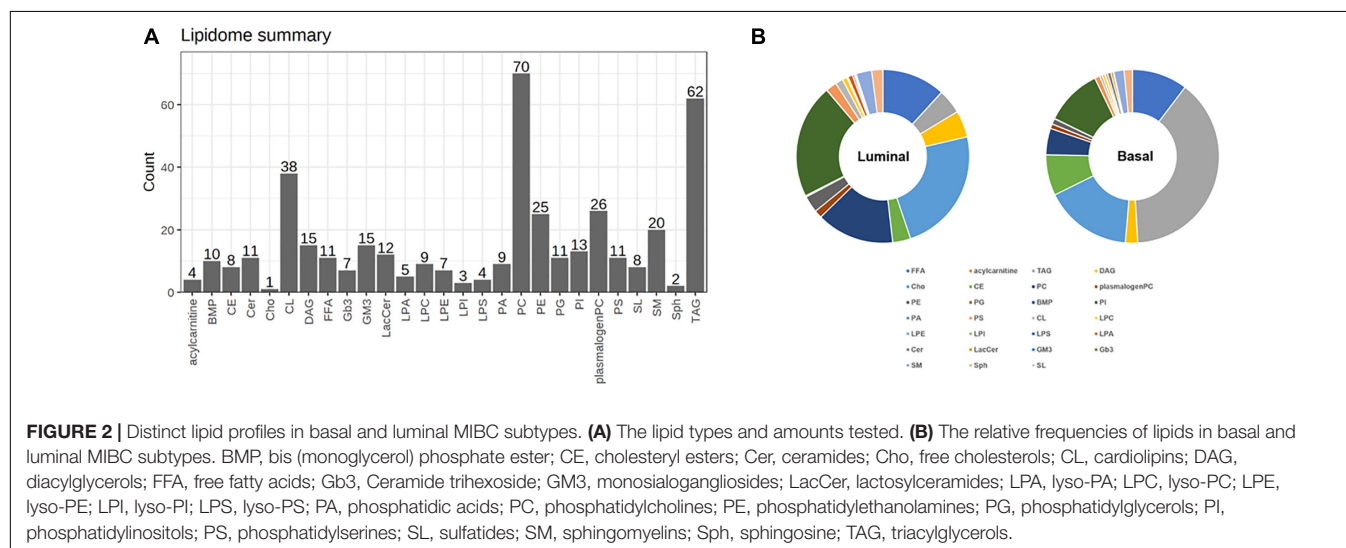 A Lipidome summary
Count
60
40
20
0
4 10 8 11 1 38 15 11 7 15 12 5 9 7 3 4 9 70 25 11 13 26 11 8 20 2 62
acylcarnitine BMP CE Cer Cho CL DAG FFA Gb3 GM3 LacCer LPA LPC LPE LPI LPS PA PC PE PG PI plasmalogenPC PS SL SM Sph TAG
B
Luminal Basal
FFA acylcarnitine TAG DAG
Cho CE PC plasmalogenPC
PE PG BMP PI
PA PS CL LPC
LPE LPI LPS LPA
Cer LacCer GM3 Gb3
SM Sph SL
FIGURE 2 | Distinct lipid profiles in basal and luminal MIBC subtypes. (A) The lipid types and amounts tested. (B) The relative frequencies of lipids in basal and
luminal MIBC subtypes. BMP, bis (monoglycerol) phosphate ester; CE, cholesteryl esters; Cer, ceramides; Cho, free cholesterols; CL, cardiolipins; DAG,
diacylglycerols; FFA, free fatty acids; Gb3, Ceramide trihexoside; GM3, monosialogangliosides; LacCer, lactosylceramides; LPA, lyso-PA; LPC, lyso-PC; LPE,
lyso-PE; LPI, lyso-PI; LPS, lyso-PS; PA, phosphatidic acids; PC, phosphatidylcholines; PE, phosphatidylethanolamines; PG, phosphatidylglycerols; PI,
phosphatidylinositols; PS, phosphatidylserines; SL, sulfatides; SM, sphingomyelins; Sph, sphingosine; TAG, triacylglycerols.